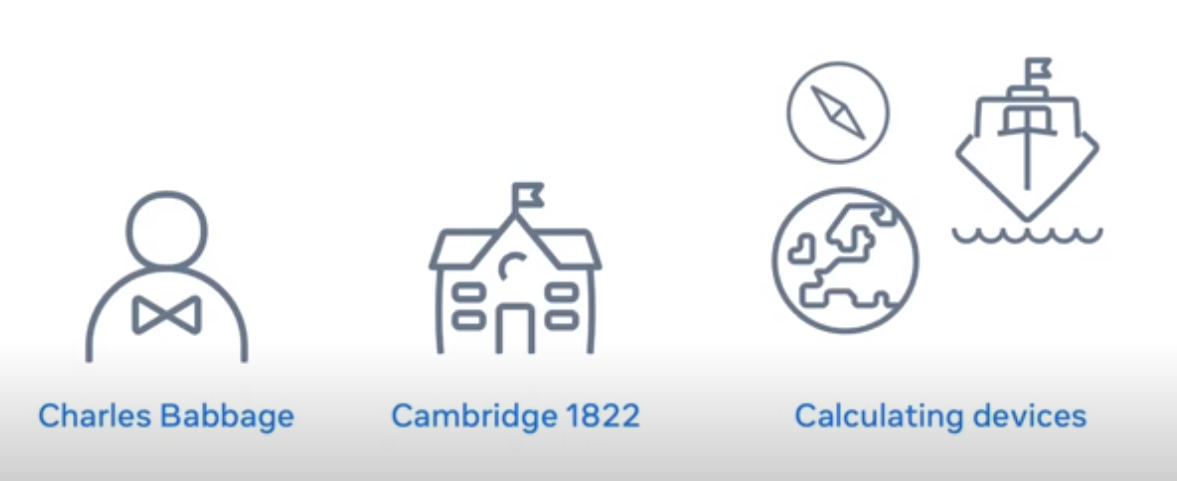 Charles Babbage
Cambridge 1822
Calculating devices